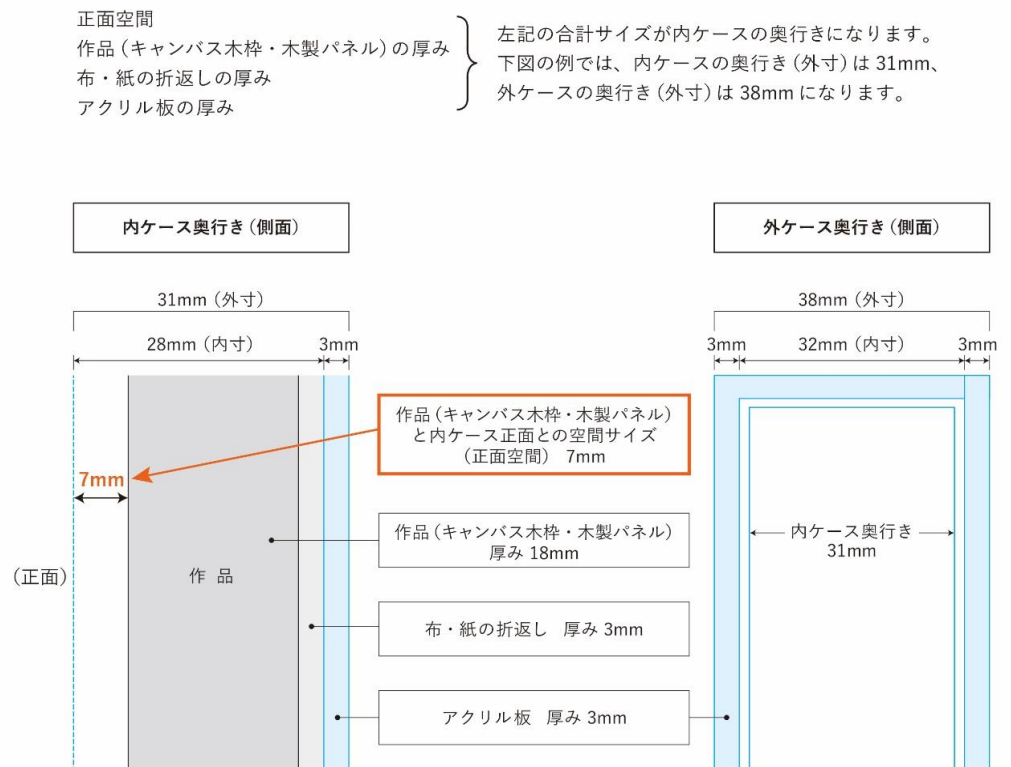 正面空間
作品（キャンバス木枠・木製パネル）の厚み
布・紙の折返しの厚み
アクリル板の厚み
左記の合計サイズが内ケースの奥行きになります。
下図の例では、内ケースの奥行き（外寸）は 31mm、
外ケースの奥行き（外寸）は 38mm になります。
内ケース奥行き（側面）
外ケース奥行き（側面）
31mm（外寸）
28mm（内寸）
3mm
38mm（外寸）
3mm
32mm（内寸）
3mm
作品（キャンバス木枠・木製パネル）
と内ケース正面との空間サイズ
（正面空間） 7mm
7mm
作品（キャンバス木枠・木製パネル）
厚み 18mm
内ケース奥行き
31mm
（正面）
作 品
布・紙の折返し 厚み 3mm
アクリル板 厚み 3mm